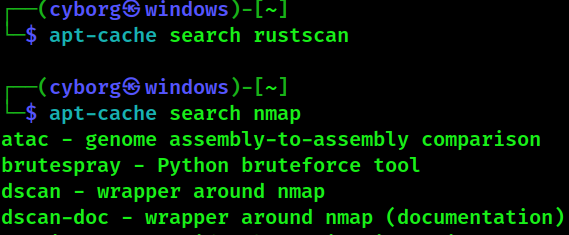 ┌──(cyborg㉿windows)-[~]
└─$ apt-cache search rustscan
┌──(cyborg㉿windows)-[~]
└─$ apt-cache search nmap
atac - genome assembly-to-assembly comparison
brutespray - Python bruteforce tool
dscan - wrapper around nmap
dscan-doc - wrapper around nmap (documentation)